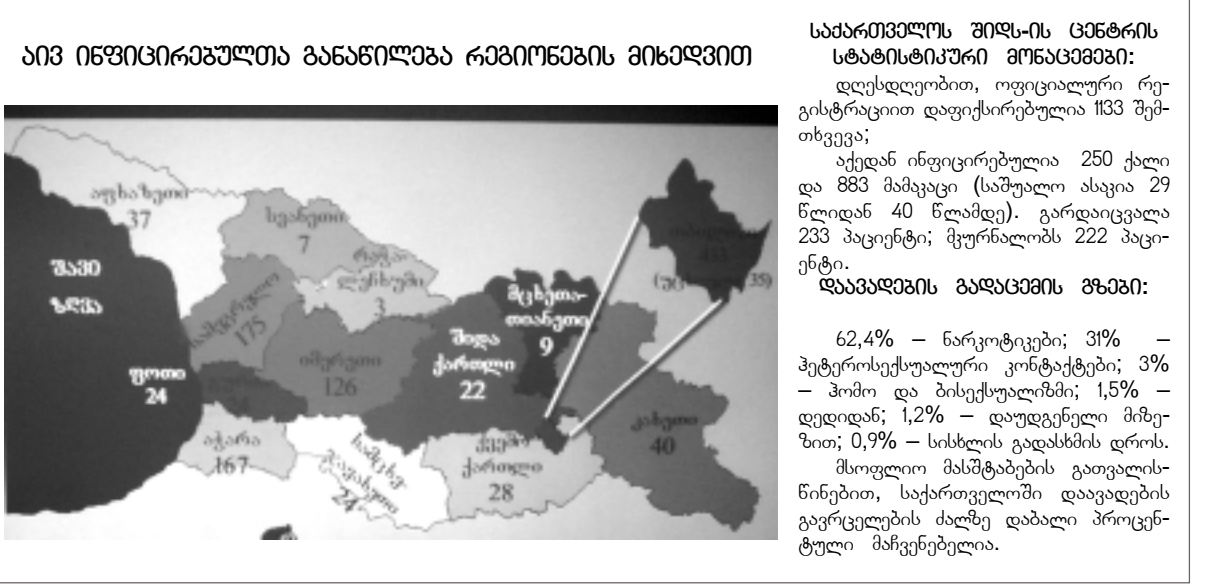 აივ ინფიცირებულთა განაწილება რეგიონების მიხედვით
აფხაზეთი
37
სვანეთი
7
რაჭა-
ლეჩხუმი
3
შავი
ზღვა
სამეგრელო
175
მცხეთა-
თიანეთი
9
შიდა
ქართლი
22
იმერეთი
126
ფოთი
24
კახეთი
40
აჭარა
167
სამცხე-
ჯავახეთი
24
ქვემო
ქართლი
28
საქართველოს შიდს-ის ცენტრის
სტატისტიკური მონაცემები:
დღესდღეობით, ოფიციალური რე-
გისტრაციით დაფიქსირებულია 1133 შემ-
თხვევა;
აქედან ინფიცირებულია 250 ქალი
და 883 მამაკაცი (საშუალო ასაკია 29
წლიდან 40 წლამდე). გარდაიცვალა
233 პაციენტი; მკურნალობს 222 პაცი-
ენტი.
დაავადების გადაცემის გზები:
62,4% – ნარკოტიკები; 31% –
ჰეტეროსექსუალური კონტაქტები; 3%
– ჰომო და ბისექსუალიზმი; 1,5% –
დედიდან; 1,2% – დაუდგენელი მიზე-
ზით; 0,9% – სისხლის გადასხმის დროს.
მსოფლიო მასშტაბების გათვალის-
წინებით, საქართველოში დაავადების
გავრცელების ძალზე დაბალი პროცენ-
ტული მაჩვენებელია.